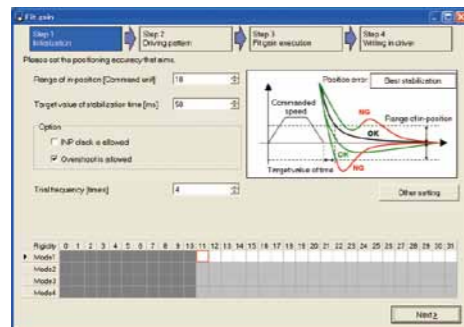 Fit gain
Step 1
Initialization
Step 2
Driving pattern
Step 3
Fit gain execution
Step 4
Writing in driver
Please set the positioning accuracy that aims.
Range of in-position [Command unit]
10
Target value of stabilization time [ms]
50
Option
INP chack is allowed
Overshoot is allowed
Trial frequency [times]
4
Position error
Best stabilization
Commanded
speed
NG
Range of in-position
OK
OK
NG
Target value of time
Other setting
Rigidity 0 1 2 3 4 5 6 7 8 9 10 11 12 13 14 15 16 17 18 19 20 21 22 23 24 25 26 27 28 29 30 31
Mode1
Mode2
Mode3
Mode4
Next≥